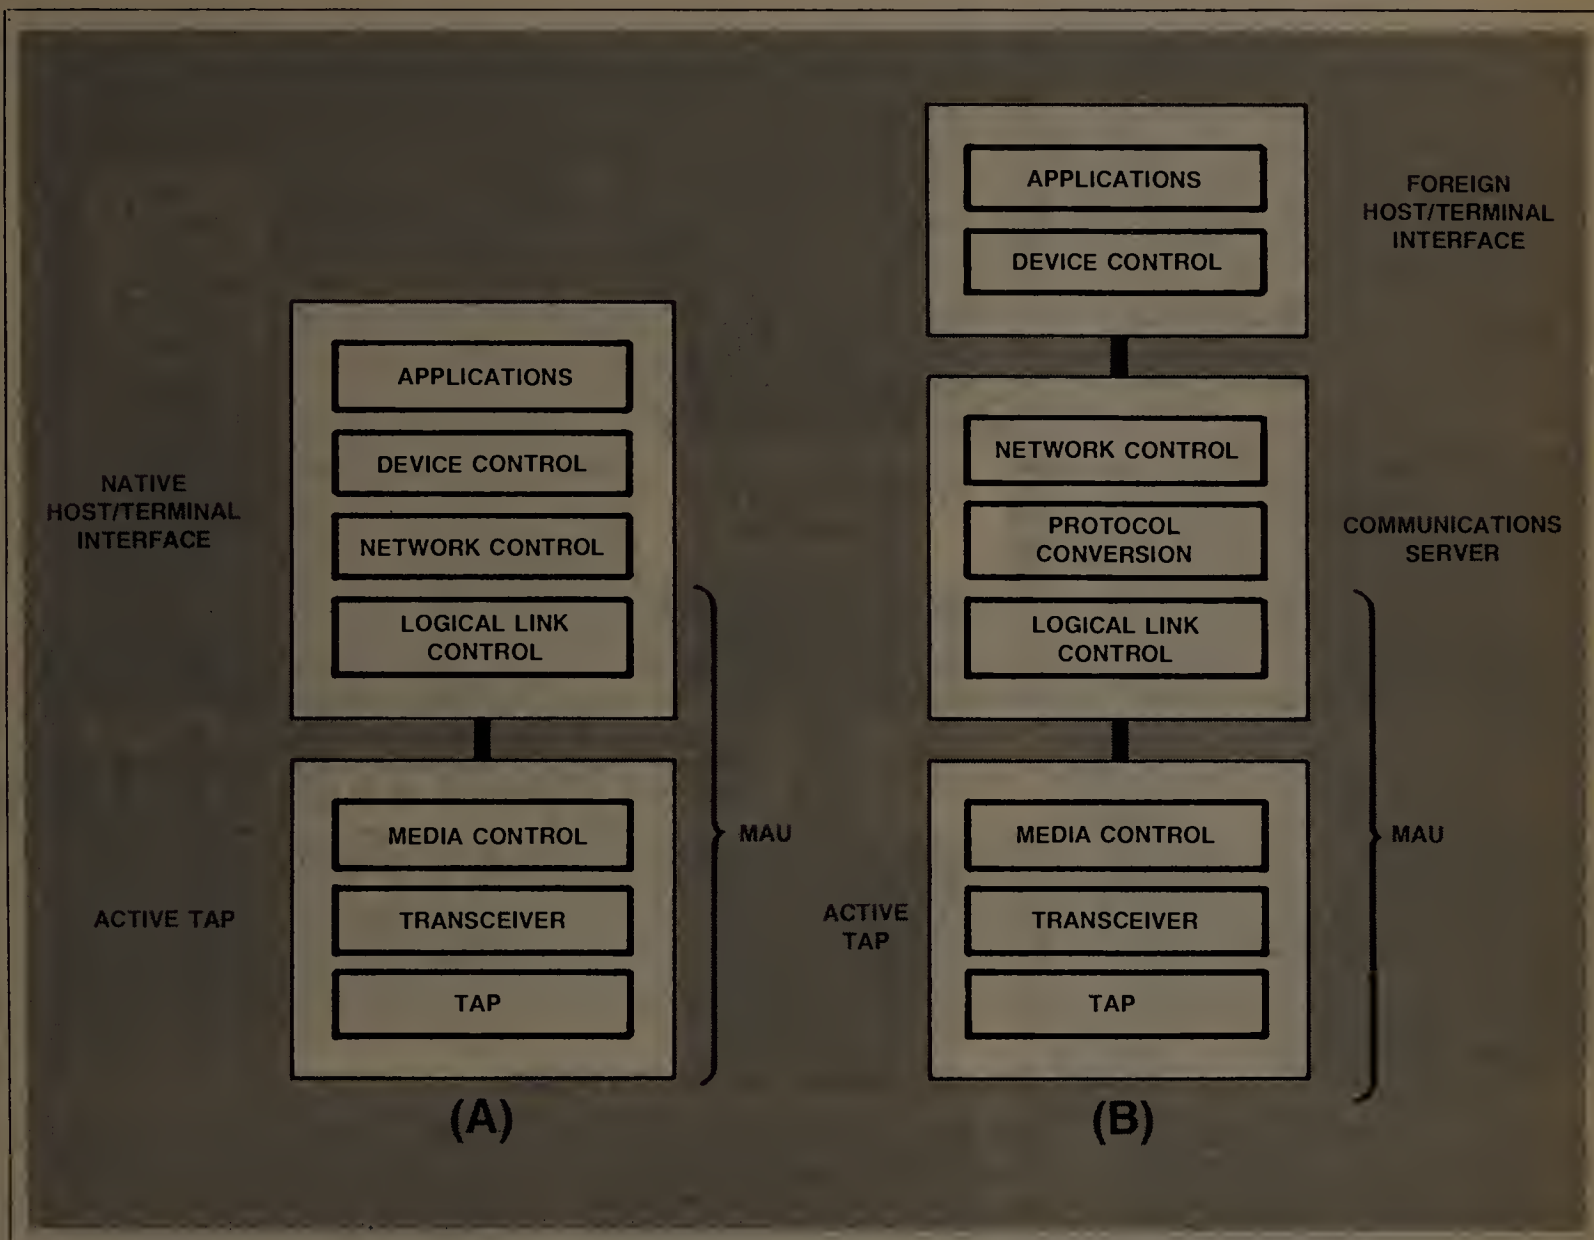 NATIVE
HOST/TERMINAL
INTERFACE
APPLICATIONS
DEVICE CONTROL
NETWORK CONTROL
LOGICAL LINK
CONTROL
ACTIVE TAP
MEDIA CONTROL
TRANSCEIVER
TAP
MAU
(A)
APPLICATIONS
DEVICE CONTROL
FOREIGN
HOST/TERMINAL
INTERFACE
NETWORK CONTROL
PROTOCOL
CONVERSION
LOGICAL LINK
CONTROL
COMMUNICATIONS
SERVER
ACTIVE
TAP
MEDIA CONTROL
TRANSCEIVER
TAP
MAU
(B)